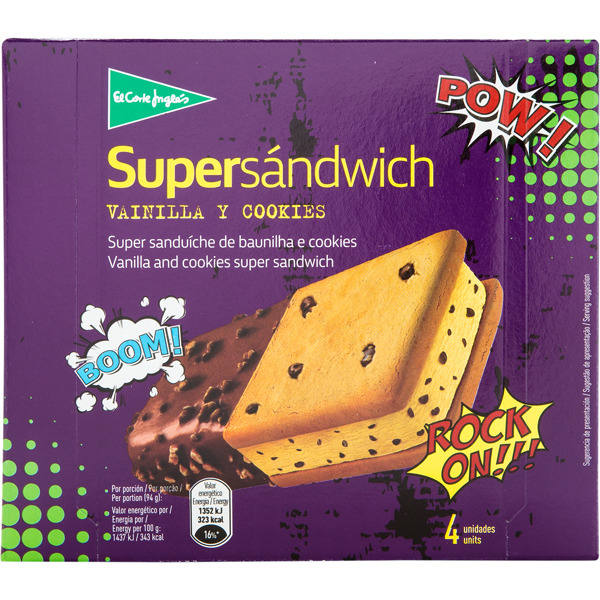 El Corte Inglés
POW!
Supersándwich
VAINILLA Y COOKIES
Super sanduíche de baunilha e cookies
Vanilla and cookies super sandwich
BOOM!
Sugerencia de presentación / Sugestão de apresentação / Serving suggestion
ROCK
ON!!!
Por porción / Por porção /
Per portion (94 g):
Valor energético por /
Energia por /
Energy per 100 g:
1437 kJ / 343 kcal
Valor
energético
Energia / Energy
1352 kJ
323 kcal
16%*
4 unidades
units